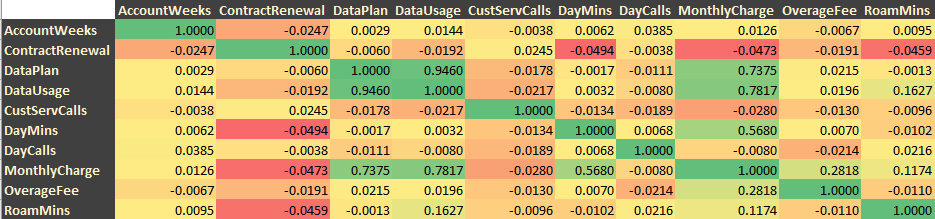 AccountWeeks ContractRenewal DataPlan DataUsage CustServCalls DayMins DayCalls MonthlyCharge OverageFee RoamMins
AccountWeeks 1.0000 -0.0247 0.0029 0.0144 -0.0038 0.0062 0.0385 0.0126 -0.0067 0.0095
ContractRenewal -0.0247 1.0000 -0.0060 -0.0192 0.0245 -0.0494 -0.0038 -0.0473 -0.0191 -0.0459
DataPlan 0.0029 -0.0060 1.0000 0.9460 -0.0178 -0.0017 -0.0111 0.7375 0.0215 -0.0013
DataUsage 0.0144 -0.0192 0.9460 1.0000 -0.0217 0.0032 -0.0080 0.7817 0.0196 0.1627
CustServCalls -0.0038 0.0245 -0.0178 -0.0217 1.0000 -0.0134 -0.0189 -0.0280 -0.0130 -0.0096
DayMins 0.0062 -0.0494 -0.0017 0.0032 -0.0134 1.0000 0.0068 0.5680 0.0070 -0.0102
DayCalls 0.0385 -0.0038 -0.0111 -0.0080 -0.0189 0.0068 1.0000 -0.0080 -0.0214 0.0216
MonthlyCharge 0.0126 -0.0473 0.7375 0.7817 -0.0280 0.5680 -0.0080 1.0000 0.2818 0.1174
OverageFee -0.0067 -0.0191 0.0215 0.0196 -0.0130 0.0070 -0.0214 0.2818 1.0000 -0.0110
RoamMins 0.0095 -0.0459 -0.0013 0.1627 -0.0096 -0.0102 0.0216 0.1174 -0.0110 1.0000